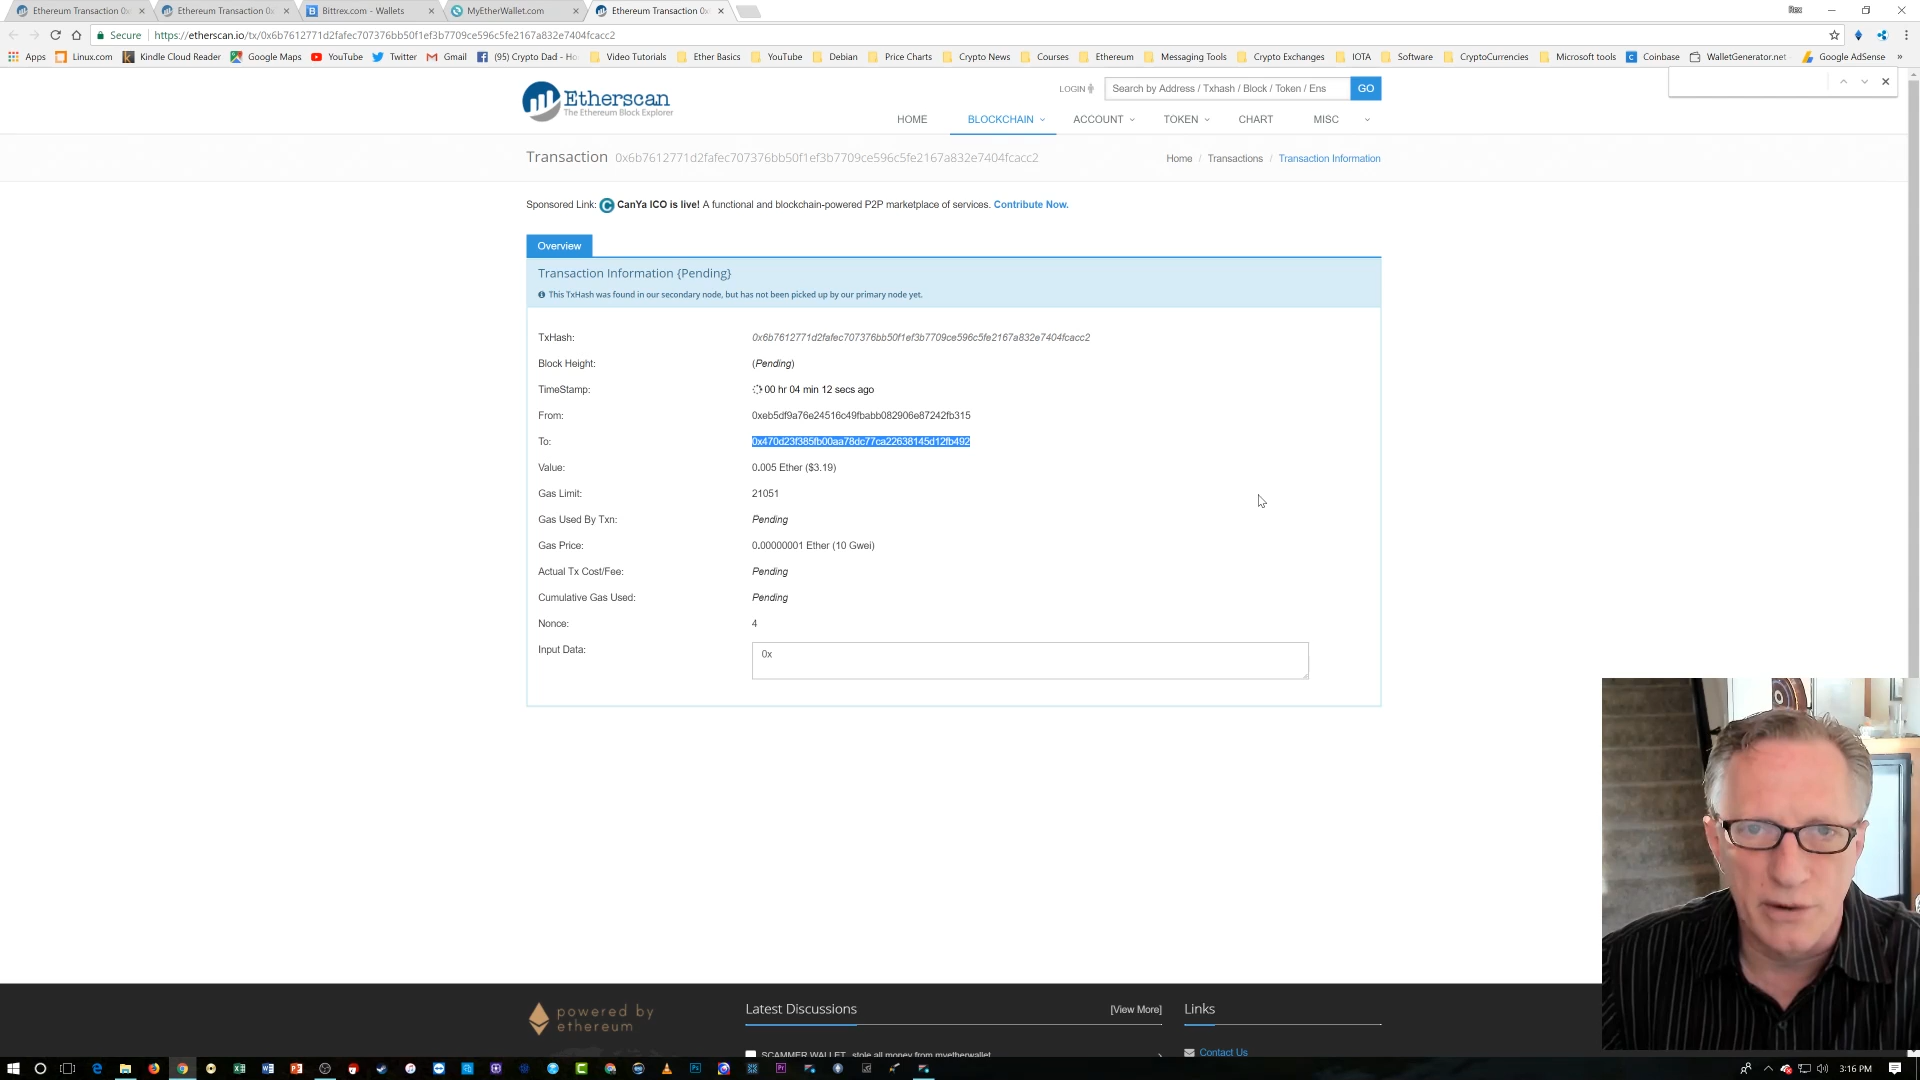 Ethereum Transaction 0x
Ethereum Transaction 0x
Bittrex.com - Wallets
MyEtherWallet.com
Ethereum Transaction 0x
Secure
https://etherscan.io/tx/0x6b7612771d2fafec707376bb50f1ef3b7709ce596c5fe2167a832e7404fcacc2
Apps
Linux.com
Kindle Cloud Reader
Google Maps
YouTube
Twitter
Gmail
(95) Crypto Dad - Ho
Video Tutorials
Ether Basics
YouTube
Debian
Price Charts
Crypto News
Courses
Ethereum
Messaging Tools
Crypto Exchanges
IOTA
Software
CryptoCurrencies
Microsoft tools
Coinbase
WalletGenerator.net
Google AdSense
»
Etherscan
The Ethereum Block Explorer
LOGIN
Search by Address / Txhash / Block / Token / Ens
GO
HOME
BLOCKCHAIN
ACCOUNT
TOKEN
CHART
MISC
Transaction 0x6b7612771d2fafec707376bb50f1ef3b7709ce596c5fe2167a832e7404fcacc2
Home / Transactions / Transaction Information
Sponsored Link: CanYa ICO is live! A functional and blockchain-powered P2P marketplace of services. Contribute Now.
Overview
Transaction Information {Pending}
This TxHash was found in our secondary node, but has not been picked up by our primary node yet.
TxHash: 0x6b7612771d2fafec707376bb50f1ef3b7709ce596c5fe2167a832e7404fcacc2
Block Height: (Pending)
TimeStamp: 00 hr 04 min 12 secs ago
From: 0xeb5df9a76e24516c49fbabb082906e87242fb315
To: 0x470d23f385fb00aa78dc77ca22638145d12fb492
Value: 0.005 Ether ($3.19)
Gas Limit: 21051
Gas Used By Txn: Pending
Gas Price: 0.00000001 Ether (10 Gwei)
Actual Tx Cost/Fee: Pending
Cumulative Gas Used: Pending
Nonce: 4
Input Data: 0x
powered by
ethereum
Latest Discussions
[View More]
SCAMMER WALLET , stole all money from myetherwallet
Links
Contact Us
3:16 PM